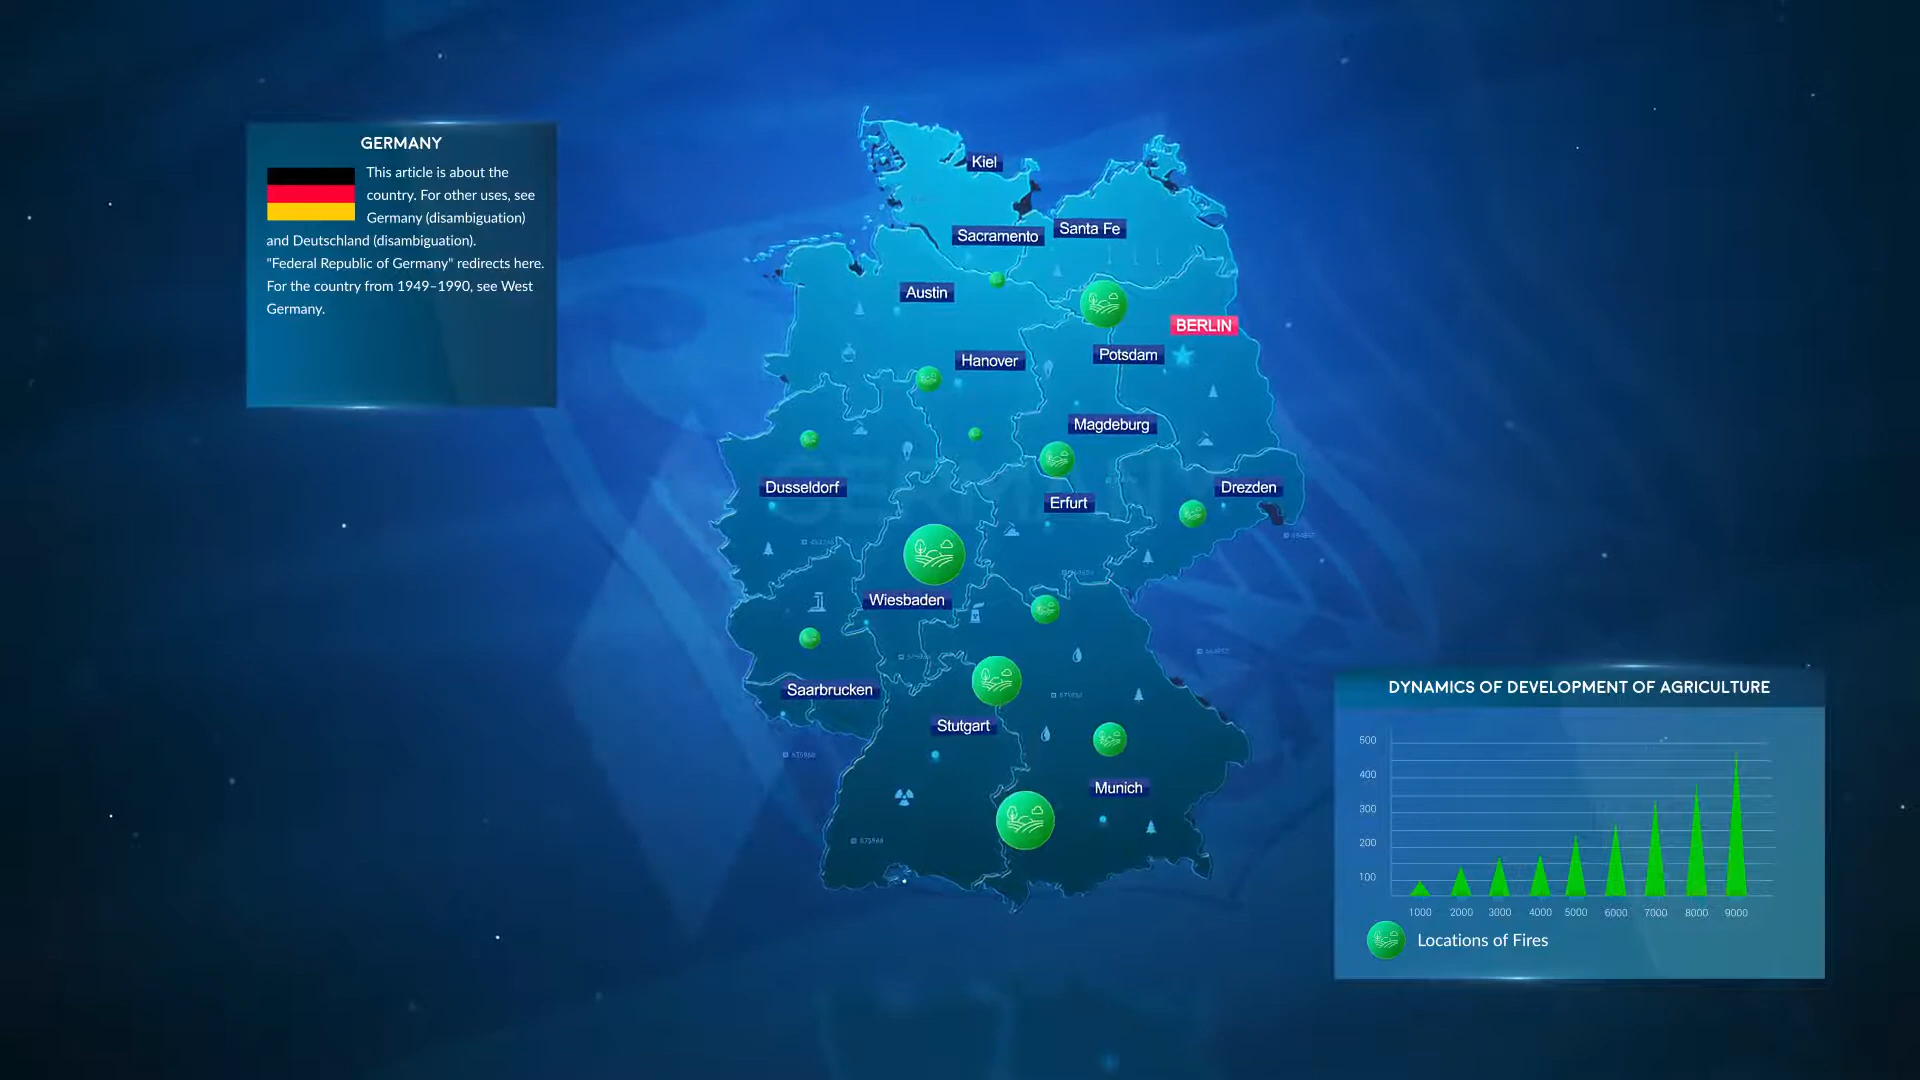 GERMANY
This article is about the
country. For other uses, see
Germany (disambiguation)
and Deutschland (disambiguation).
"Federal Republic of Germany" redirects here.
For the country from 1949–1990, see West
Germany.
Kiel
Santa Fe
Sacramento
Austin
BERLIN
Potsdam
Hanover
Magdeburg
Dusseldorf
Drezden
Erfurt
Wiesbaden
Saarbrucken
Stutgart
Munich
DYNAMICS OF DEVELOPMENT OF AGRICULTURE
500
400
300
200
100
1000 2000 3000 4000 5000 6000 7000 8000 9000
Locations of Fires